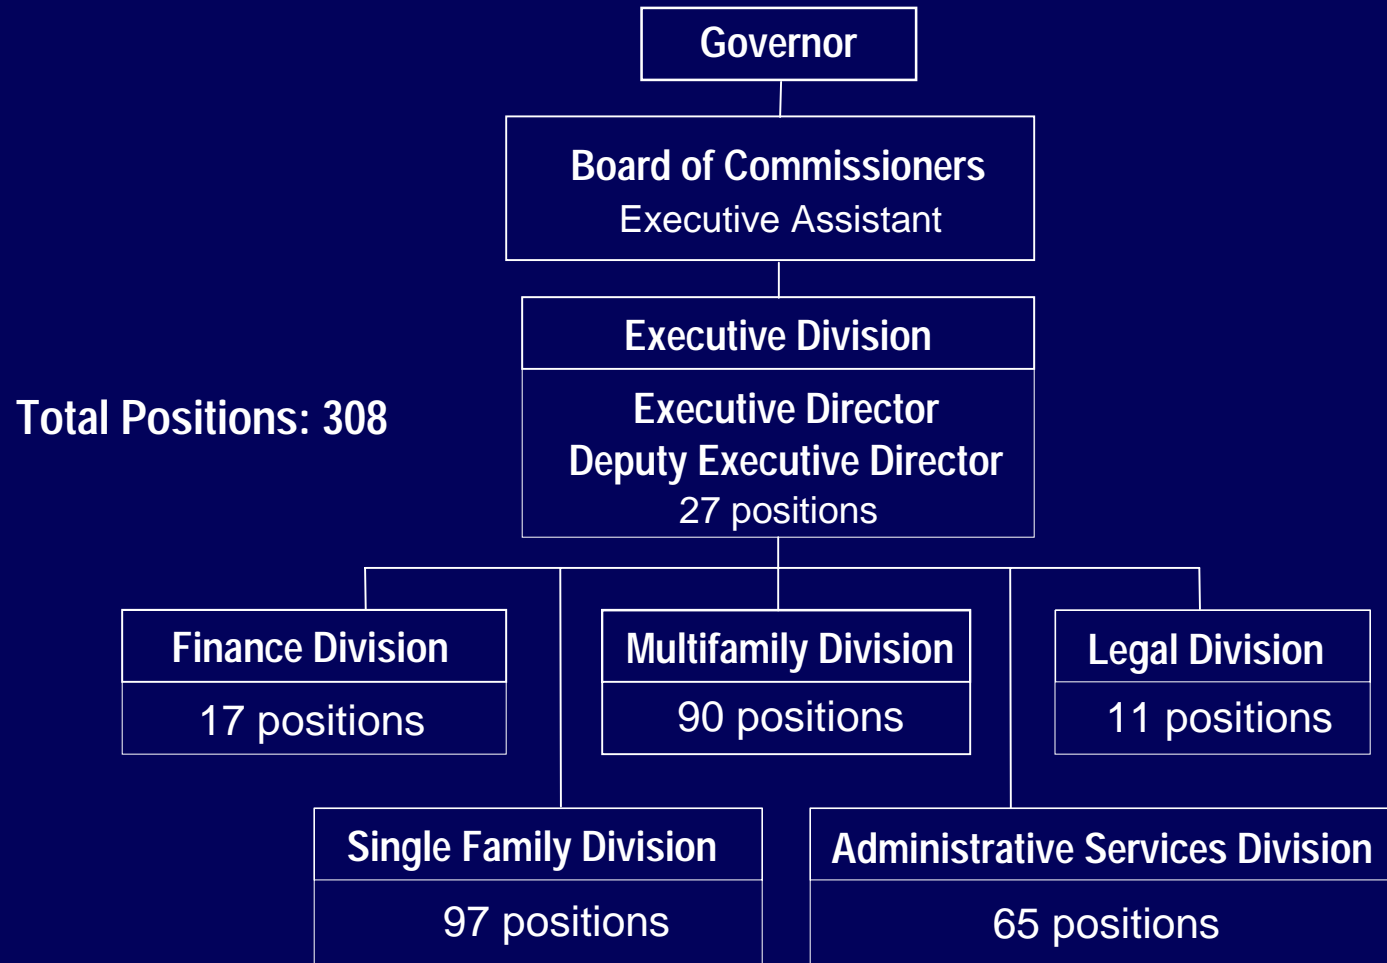 Governor
Board of Commissioners
Executive Assistant
Executive Division
Executive Director
Deputy Executive Director
27 positions
Total Positions: 308
Finance Division
17 positions
Multifamily Division
90 positions
Legal Division
11 positions
Single Family Division
97 positions
Administrative Services Division
65 positions